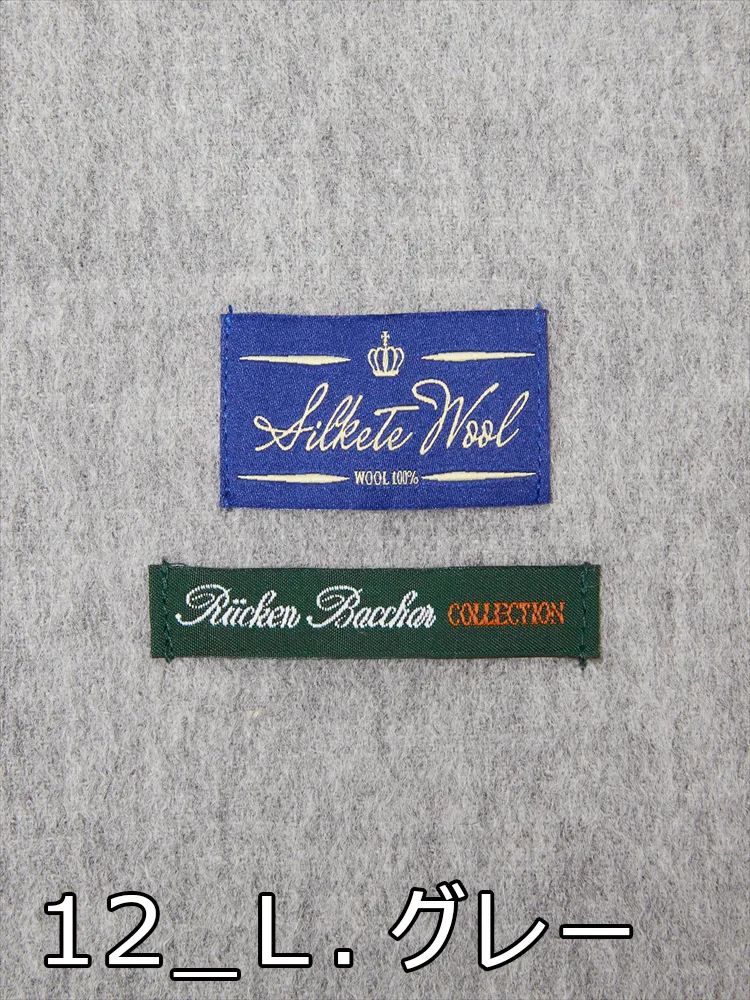 Silkete Wool
WOOL 100%
Rücken Bacchar COLLECTION
12_L.グレー